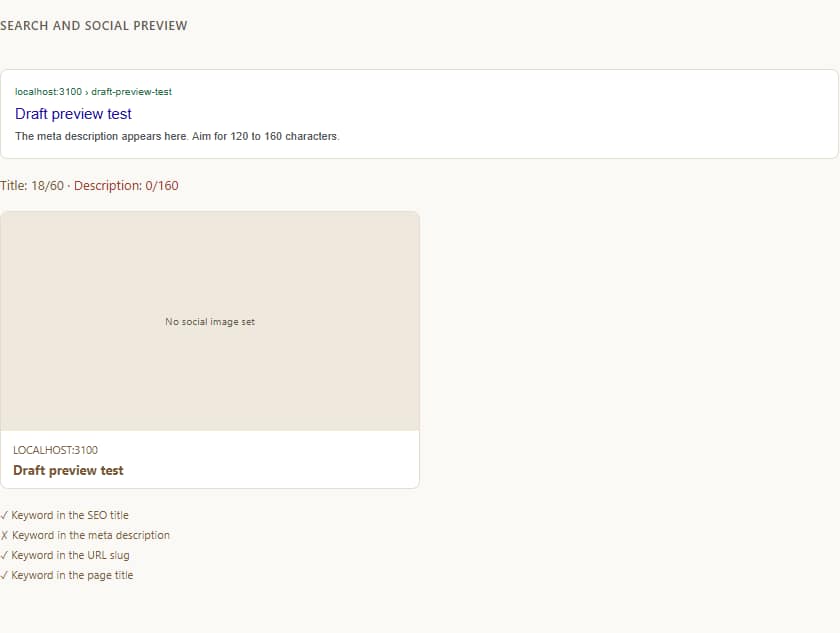 SEARCH AND SOCIAL PREVIEW
localhost:3100 › draft-preview-test
Draft preview test
The meta description appears here. Aim for 120 to 160 characters.
Title: 18/60 · Description: 0/160
No social image set
LOCALHOST:3100
Draft preview test
✓ Keyword in the SEO title
✗ Keyword in the meta description
✓ Keyword in the URL slug
✓ Keyword in the page title